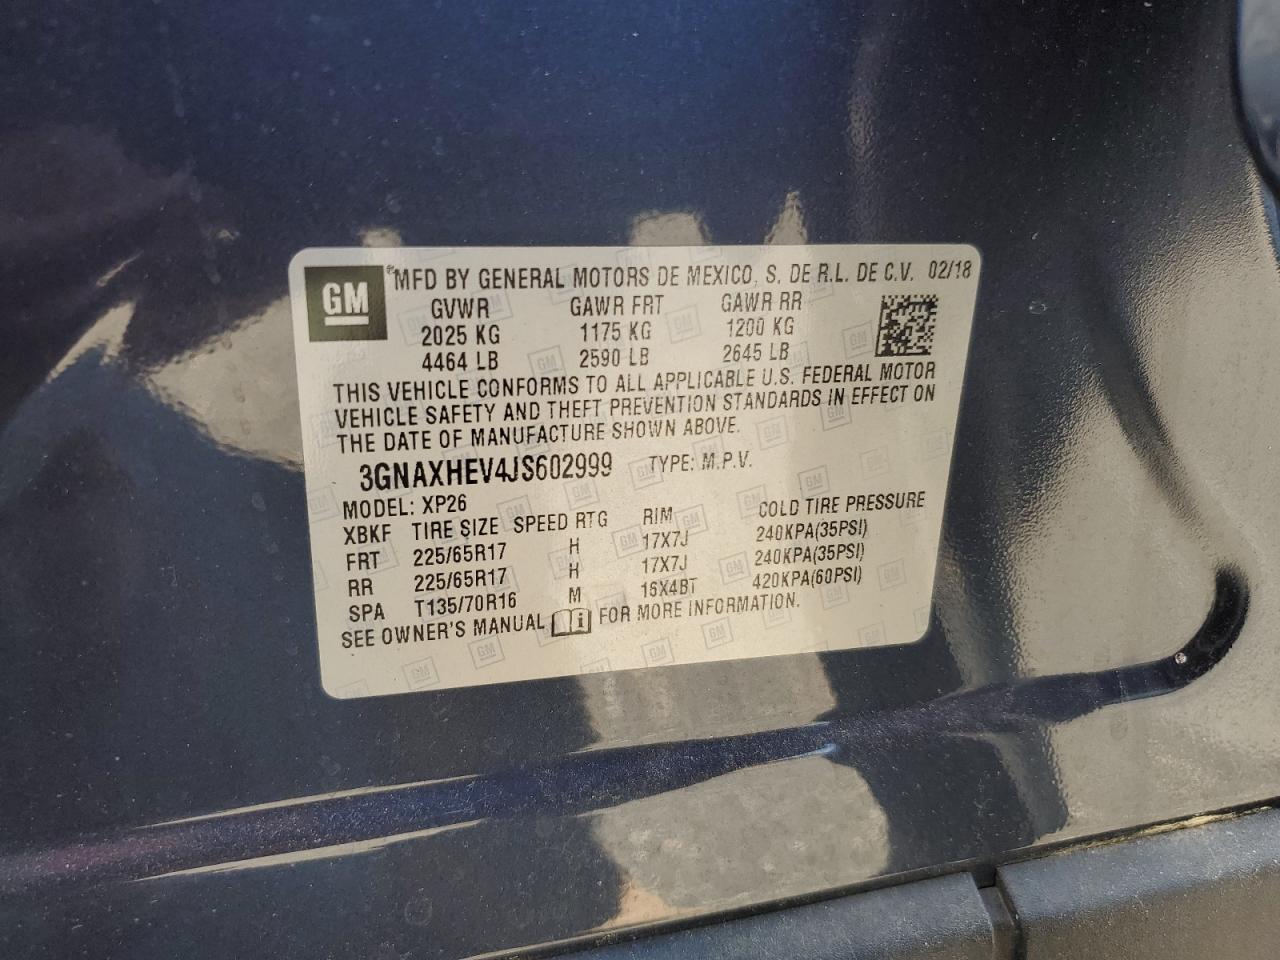 GM
MFD BY GENERAL MOTORS DE MEXICO, S. DE R.L. DE C.V. 02/18
GVWR GAWR FRT GAWR RR
2025 KG 1175 KG 1200 KG
4464 LB 2590 LB 2645 LB
THIS VEHICLE CONFORMS TO ALL APPLICABLE U.S. FEDERAL MOTOR
VEHICLE SAFETY AND THEFT PREVENTION STANDARDS IN EFFECT ON
THE DATE OF MANUFACTURE SHOWN ABOVE.
3GNAXHEV4JS602999 TYPE: M.P.V.
MODEL: XP26
XBKF TIRE SIZE SPEED RTG RIM COLD TIRE PRESSURE
FRT 225/65R17 H 17X7J 240KPA(35PSI)
RR 225/65R17 H 17X7J 240KPA(35PSI)
SPA T135/70R16 M 16X4BT 420KPA(60PSI)
SEE OWNER'S MANUAL FOR MORE INFORMATION.